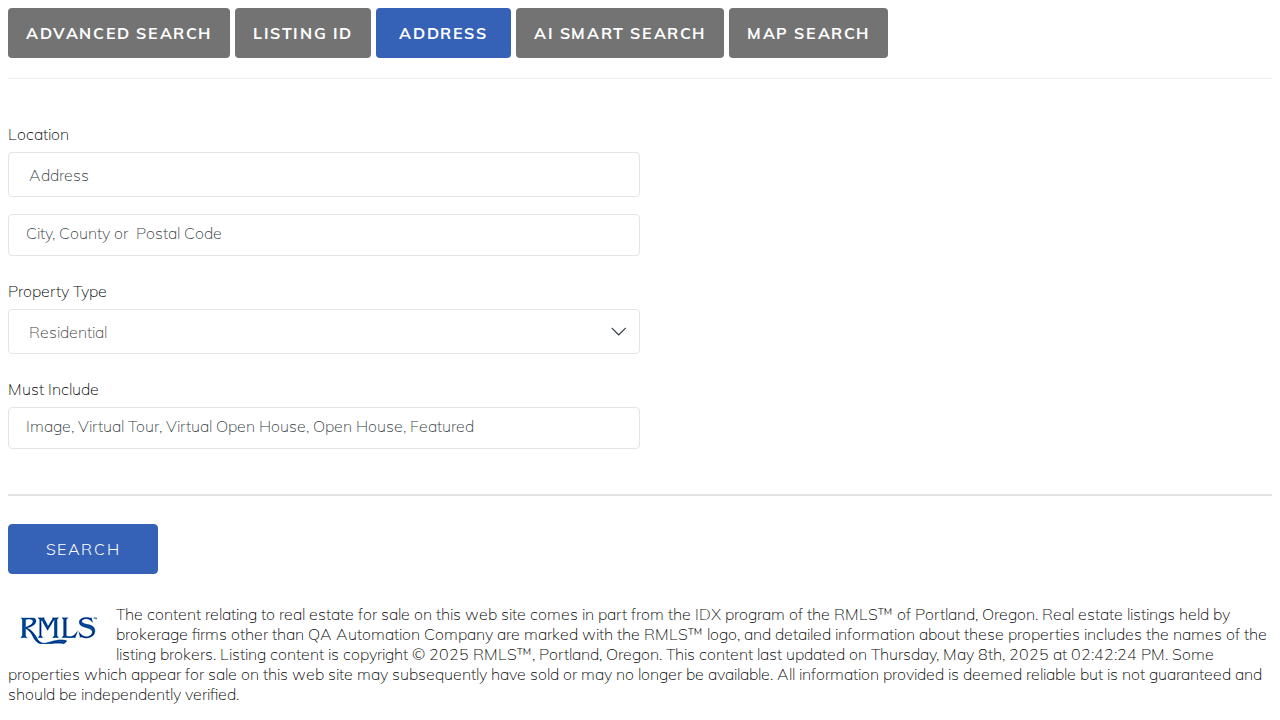 ADVANCED SEARCH LISTING ID ADDRESS AI SMART SEARCH MAP SEARCH
Location
Address
City, County or Postal Code
Property Type
Residential
Must Include
Image, Virtual Tour, Virtual Open House, Open House, Featured
SEARCH
RMLS™ The content relating to real estate for sale on this web site comes in part from the IDX program of the RMLS™ of Portland, Oregon. Real estate listings held by
brokerage firms other than QA Automation Company are marked with the RMLS™ logo, and detailed information about these properties includes the names of the
listing brokers. Listing content is copyright © 2025 RMLS™, Portland, Oregon. This content last updated on Thursday, May 8th, 2025 at 02:42:24 PM. Some
properties which appear for sale on this web site may subsequently have sold or may no longer be available. All information provided is deemed reliable but is not guaranteed and
should be independently verified.